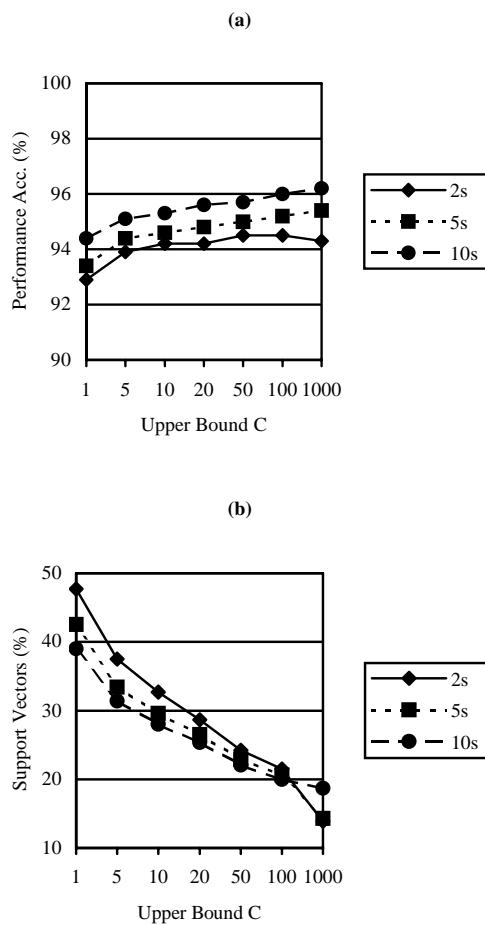 (a)
100
98
96
94
92
90
Performance Acc. (%)
1 5 10 20 50 100 1000
Upper Bound C
2s
5s
10s
(b)
50
40
30
20
10
Support Vectors (%)
1 5 10 20 50 100 1000
Upper Bound C
2s
5s
10s